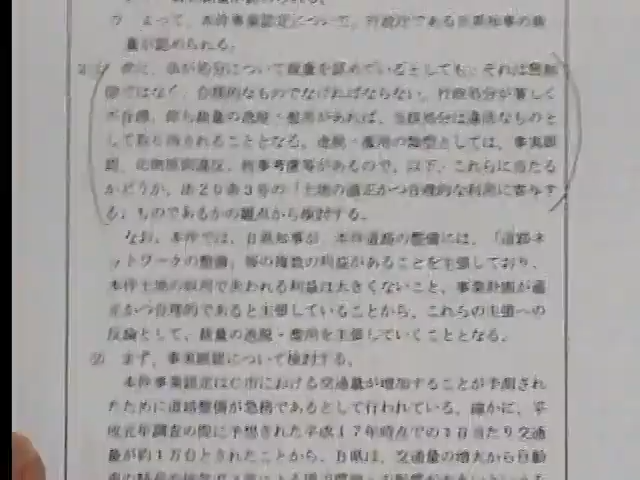 よって、本件事業認定について、行政庁であるB県知事の裁
量が認められる。
次に、法が処分について裁量を認めているとしても、それは無制
限ではなく、合理的なものでなければならない。行政処分が著しく
不合理、即ち裁量の逸脱・濫用があれば、当該処分は違法なものと
して取り消されることとなる。逸脱・濫用の類型としては、事実誤
認、比例原則違反、他事考慮等があるので、以下、これらに当たる
かどうか、法20条3号の「土地の適正かつ合理的な利用に寄与す
る」ものであるかの観点から検討する。
なお、本件では、B県知事が、本件道路の整備には、「道路ネ
ットワークの整備」等の複数の利益があることを主張しており、
本件土地の収用で失われる利益は大きくないこと、事業計画が適
正かつ合理的であると主張していることから、これらの主張への
反論として、裁量の逸脱・濫用を主張していくこととなる。
② まず、事実誤認について検討する。
本件事業認定はC市における交通量が増加することが予測され
たために道路整備が急務であるとして行われている。確かに、平
成元年調査の間に予想された平成17年時点での1日当たり交通
量が約1万台とされたことから、B県は、交通量の増大から自動